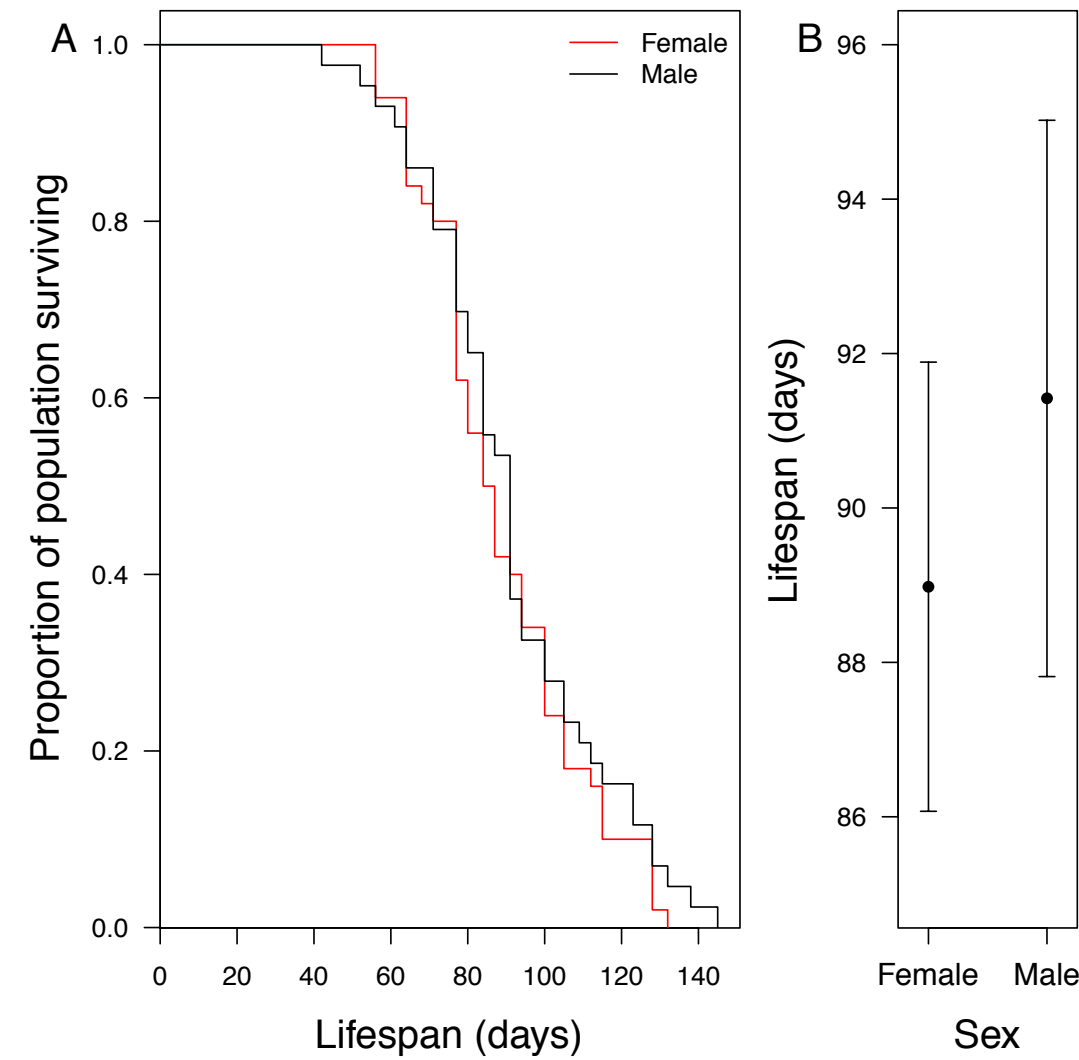 A
1.0
0.8
0.6
0.4
0.2
0.0
Proportion of population surviving
Female
Male
0 20 40 60 80 100 120 140
Lifespan (days)
B
96
94
92
90
88
86
Lifespan (days)
Female Male
Sex